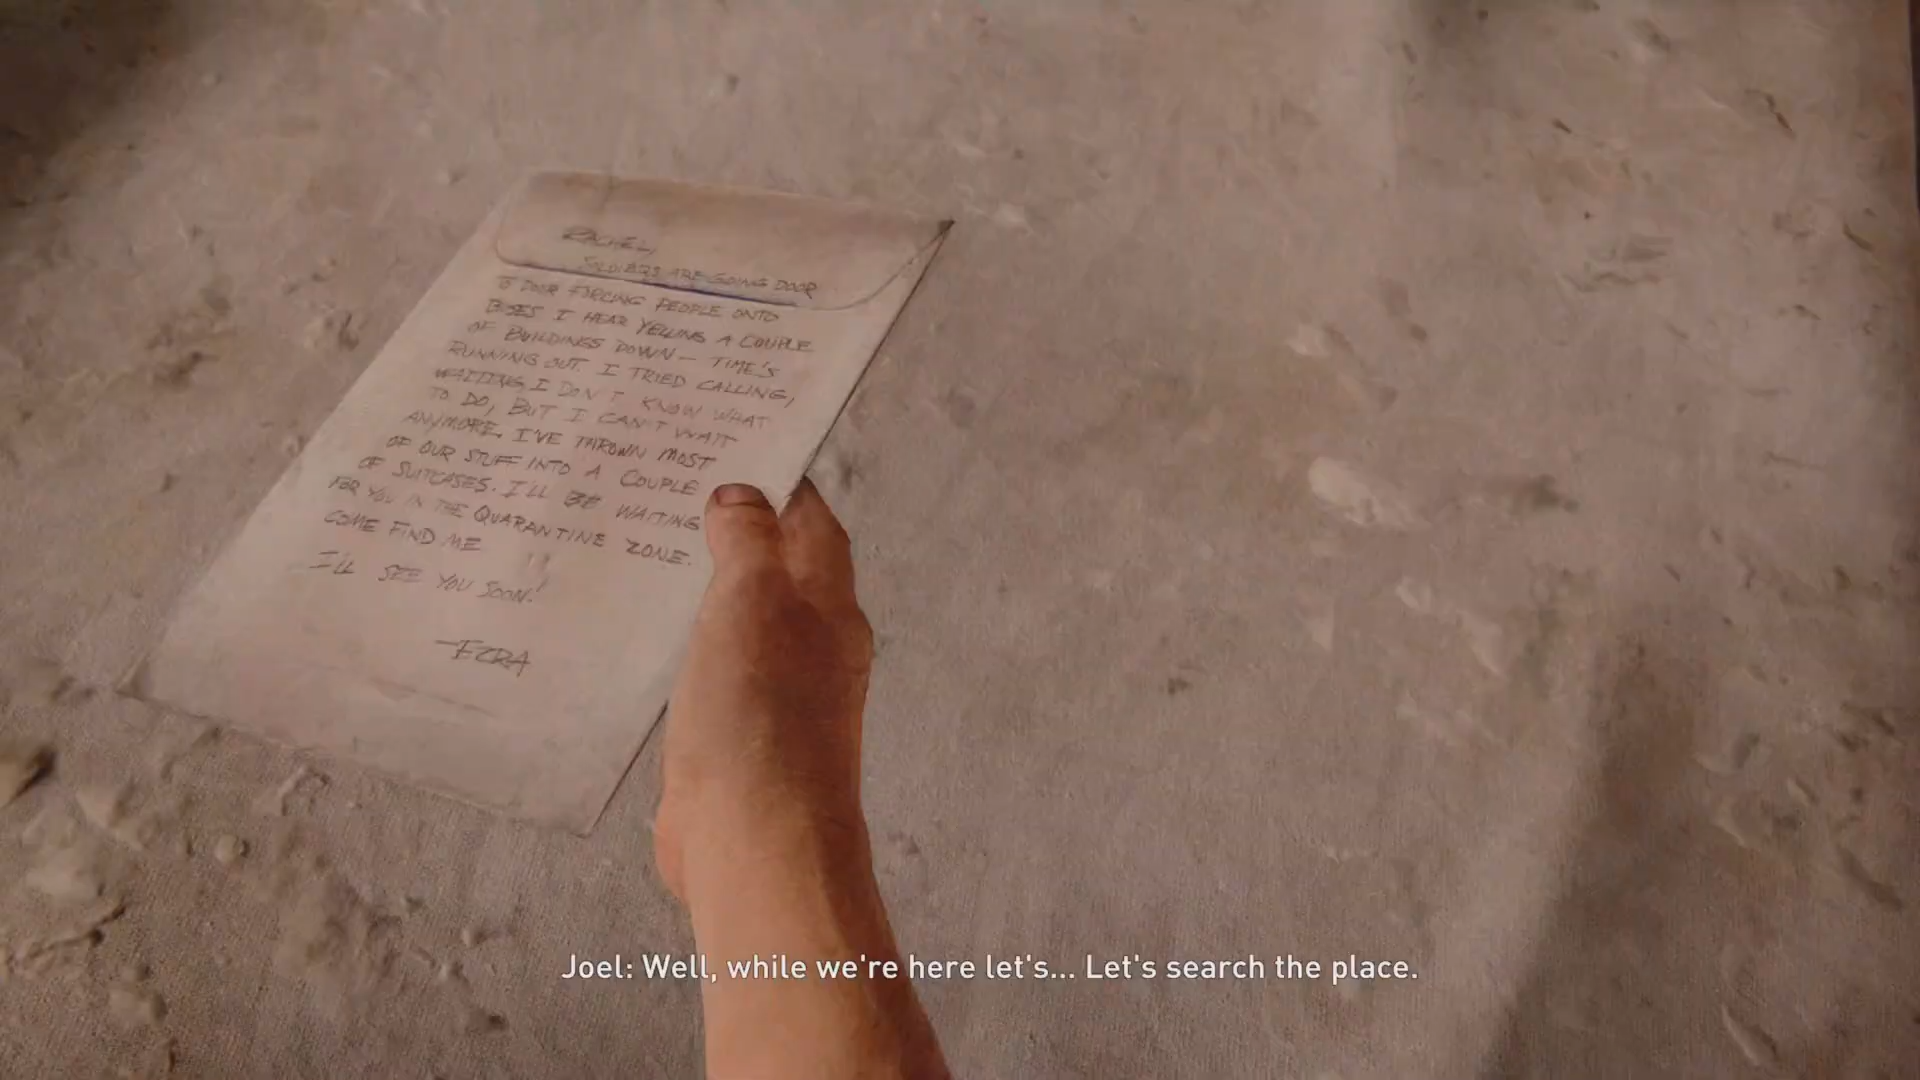 RACHEL,
SOLDIERS ARE GOING DOOR
TO DOOR FORCING PEOPLE ONTO
BUSES I HEAR YELLING A COUPLE
OF BUILDINGS DOWN — TIME'S
RUNNING OUT. I TRIED CALLING,
WAITING, I DON'T KNOW WHAT
TO DO, BUT I CAN'T WAIT
ANYMORE. I'VE THROWN MOST
OF OUR STUFF INTO A COUPLE
OF SUITCASES. I'LL BE WAITING
FOR YOU IN THE QUARANTINE ZONE.
COME FIND ME
I'LL SEE YOU SOON!
—EZRA
Joel: Well, while we're here let's... Let's search the place.